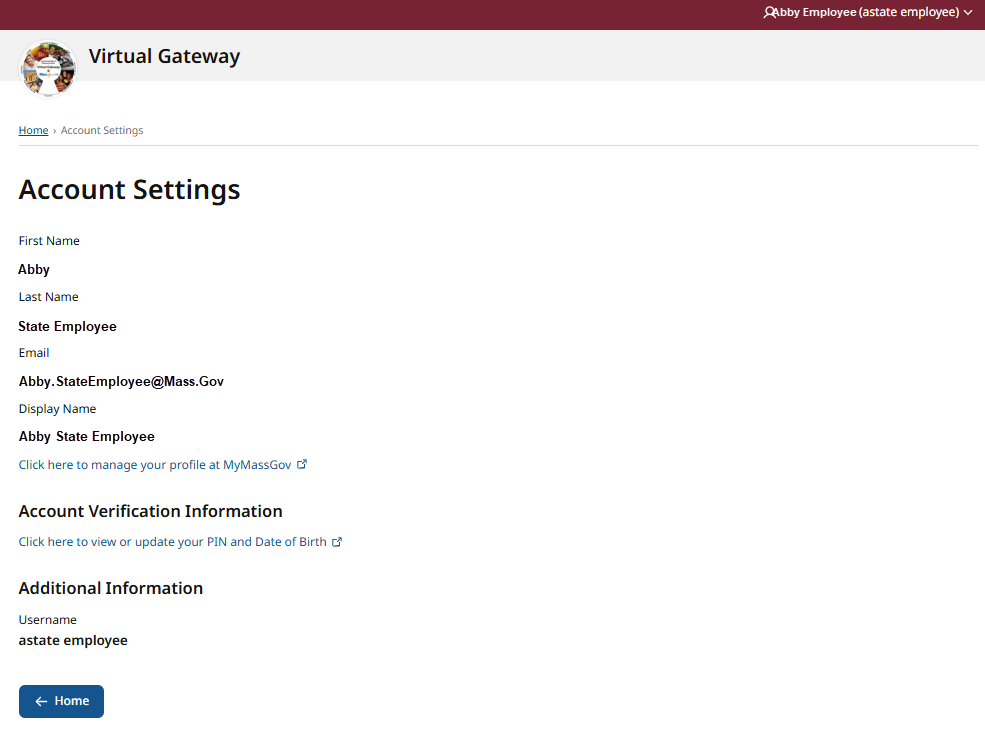 Abby Employee (astate employee)
Virtual Gateway
Home › Account Settings
Account Settings
First Name
Abby
Last Name
State Employee
Email
Abby.StateEmployee@Mass.Gov
Display Name
Abby State Employee
Click here to manage your profile at MyMassGov
Account Verification Information
Click here to view or update your PIN and Date of Birth
Additional Information
Username
astate employee
Home